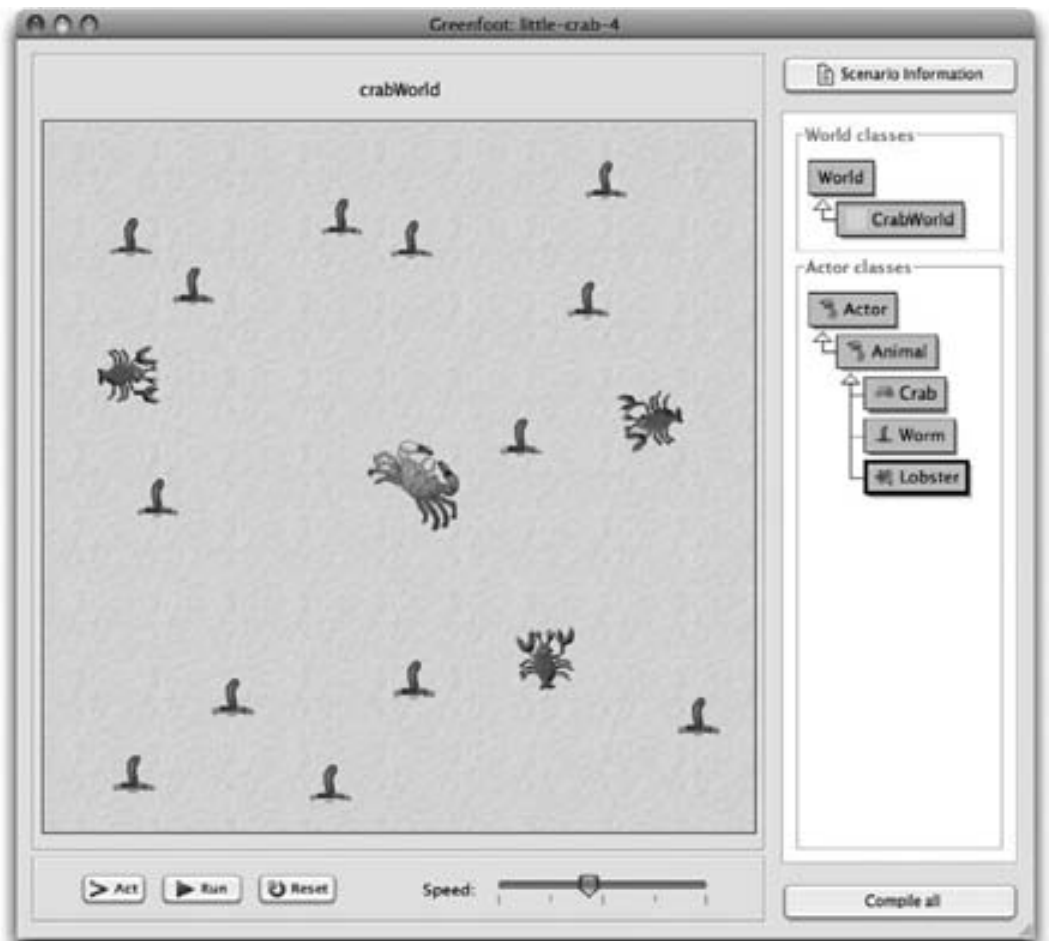 Greenfoot: little-crab-4
crabWorld
Scenario Information
World classes
World
CrabWorld
Actor classes
Actor
Animal
Crab
Worm
Lobster
Act
Run
Reset
Speed:
Compile all